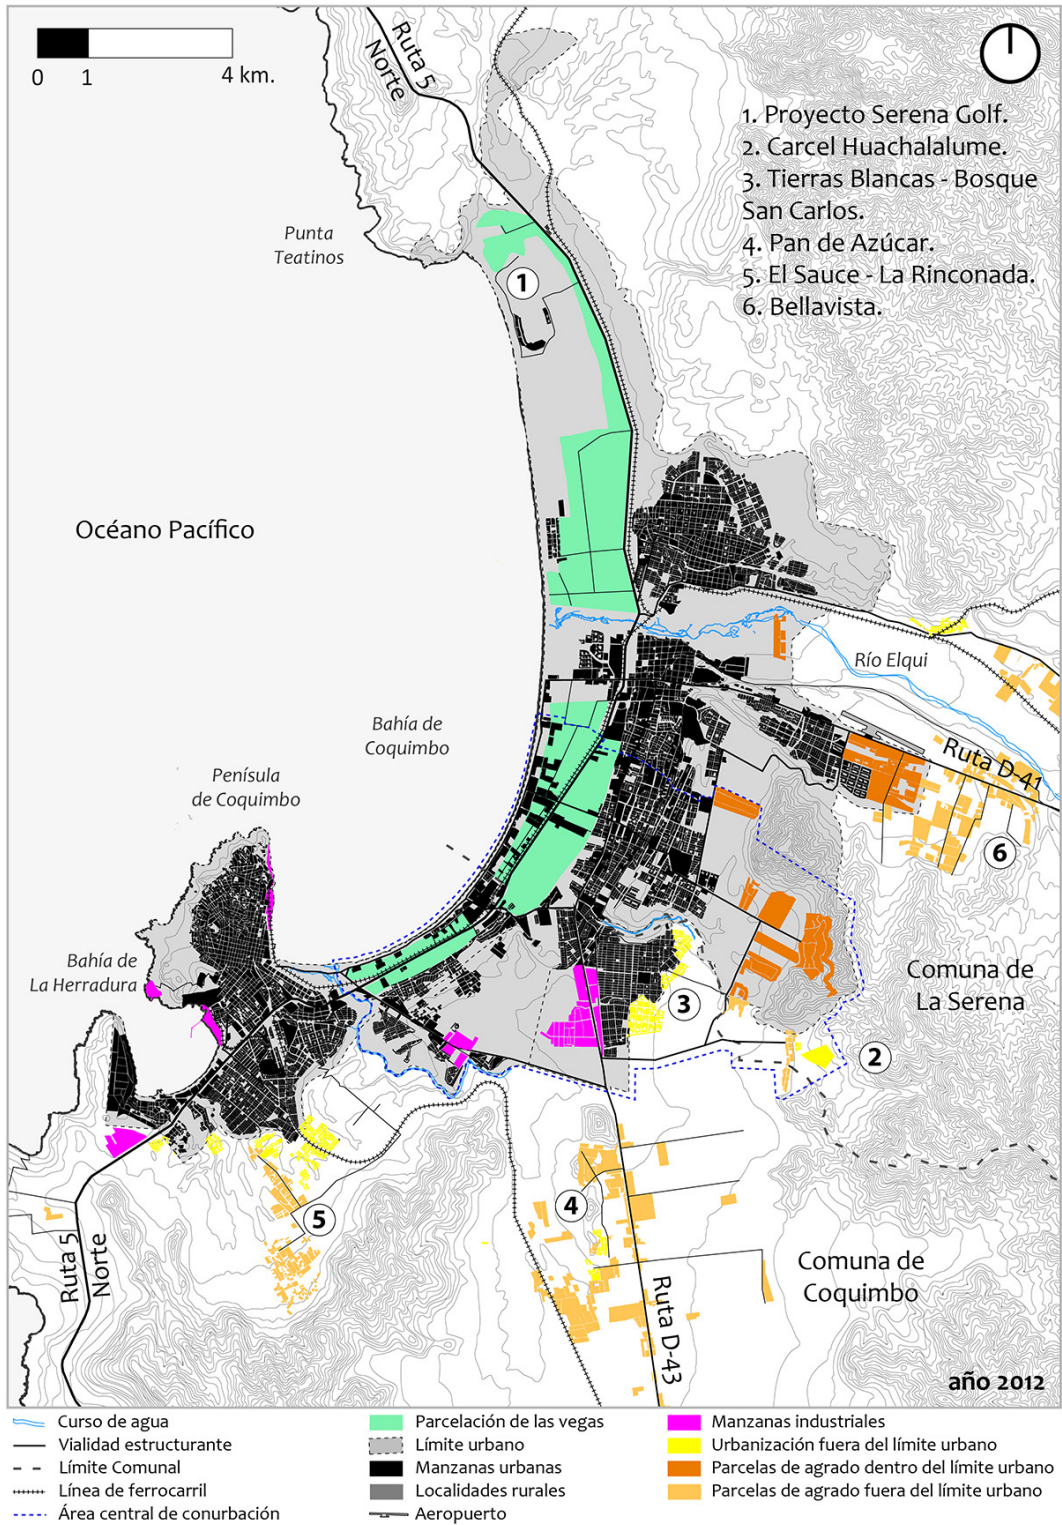 0 1 4 km.
Ruta 5
Norte
1. Proyecto Serena Golf.
2. Carcel Huachalalume.
3. Tierras Blancas - Bosque
San Carlos.
4. Pan de Azúcar.
5. El Sauce - La Rinconada.
6. Bellavista.
Punta
Teatinos
1
Océano Pacífico
Río Elqui
Bahía de
Coquimbo
Ruta D-41
Penísula
de Coquimbo
6
Bahía de
La Herradura
Comuna de
La Serena
3
2
4
5
Ruta 5
Norte
Comuna de
Coquimbo
Ruta D-43
año 2012
Curso de agua
Vialidad estructurante
Límite Comunal
Línea de ferrocarril
Área central de conurbación
Parcelación de las vegas
Límite urbano
Manzanas urbanas
Localidades rurales
Aeropuerto
Manzanas industriales
Urbanización fuera del límite urbano
Parcelas de agrado dentro del límite urbano
Parcelas de agrado fuera del límite urbano